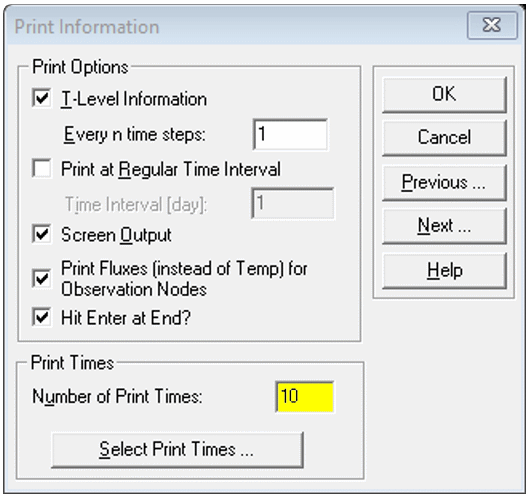 Print Information
Print Options
T-Level Information
Every n time steps: 1
Print at Regular Time Interval
Time Interval [day]: 1
Screen Output
Print Fluxes (instead of Temp) for
Observation Nodes
Hit Enter at End?
Print Times
Number of Print Times: 10
Select Print Times ...
OK
Cancel
Previous ...
Next ...
Help